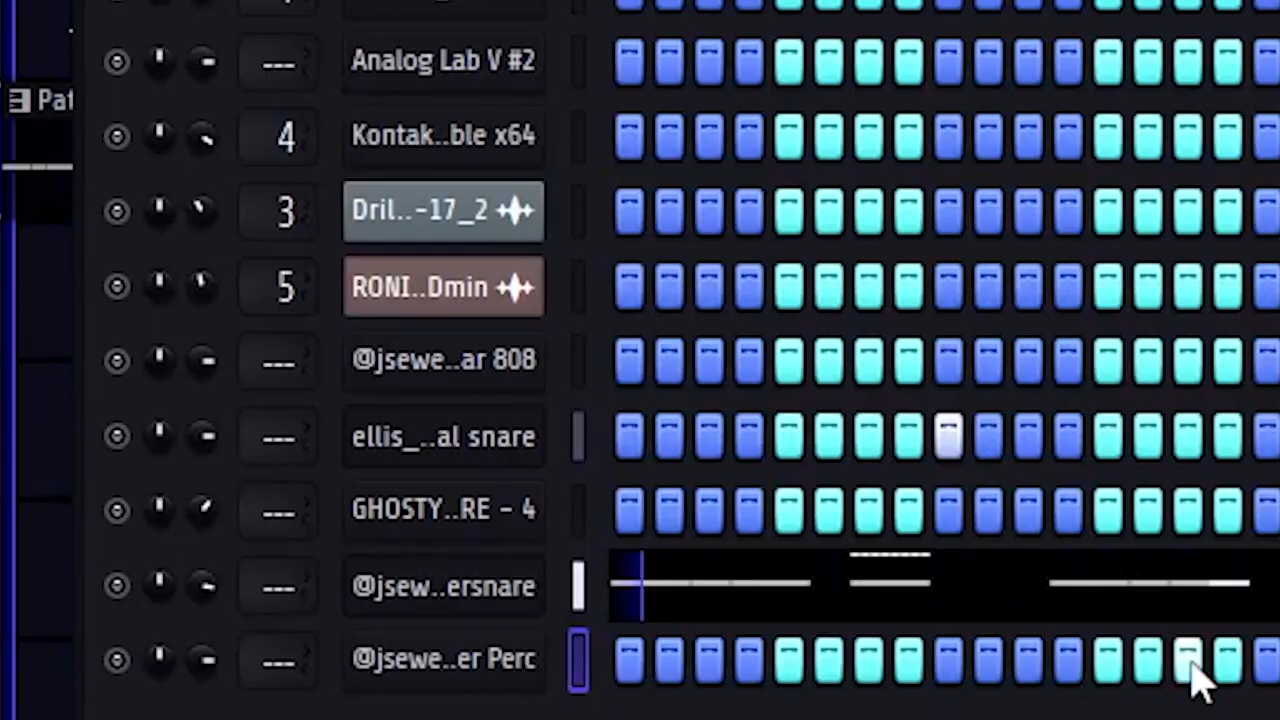 Analog Lab V #2
---
Pat
4
Kontak..ble x64
3
Dril..-17_2
5
RONI..Dmin
---
@jsewe..ar 808
---
ellis_..al snare
---
GHOSTY..RE - 4
---
@jsew..ersnare
---
@jsewe..er Perc